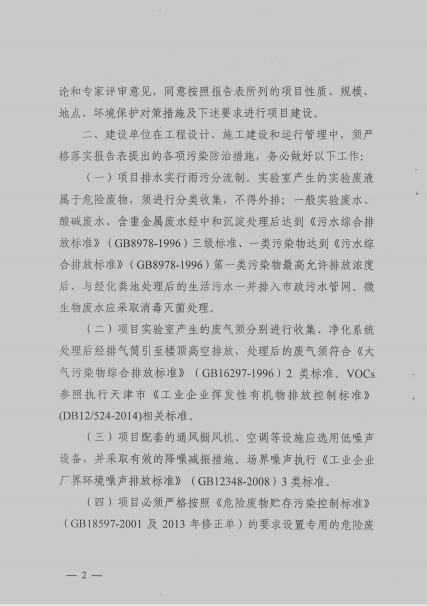 论和专家评审意见，同意按照报告表所列的项目性质、规模、
地点、环境保护对策措施及下述要求进行项目建设。
二、建设单位在工程设计、施工建设和运行管理中，须严
格落实报告表提出的各项污染防治措施，务必做好以下工作：
（一）项目排水实行雨污分流制。实验室产生的实验废液
属于危险废物，须进行分类收集，不得外排；一般实验废水、
酸碱废水、含重金属废水经中和沉淀处理后达到《污水综合排
放标准》（GB8978-1996）三级标准、一类污染物达到《污水综
合排放标准》（GB8978-1996）第一类污染物最高允许排放浓度
后，与经化粪池处理后的生活污水一并排入市政污水管网。微
生物废水应采取消毒灭菌处理。
（二）项目实验室产生的废气须分别进行收集、净化系统
处理后经排气筒引至楼顶高空排放，处理后的废气须符合《大
气污染物综合排放标准》（GB16297-1996）2 类标准。VOCs
参照执行天津市《工业企业挥发性有机物排放控制标准》
(DB12/524-2014)相关标准。
（三）项目配套的通风橱风机、空调等设施应选用低噪声
设备，并采取有效的降噪减振措施。场界噪声执行《工业企业
厂界环境噪声排放标准》（GB12348-2008）3 类标准。
（四）项目必须严格按照《危险废物贮存污染控制标准》
（GB18597-2001 及 2013 年修正单）的要求设置专用的危险废
— 2 —